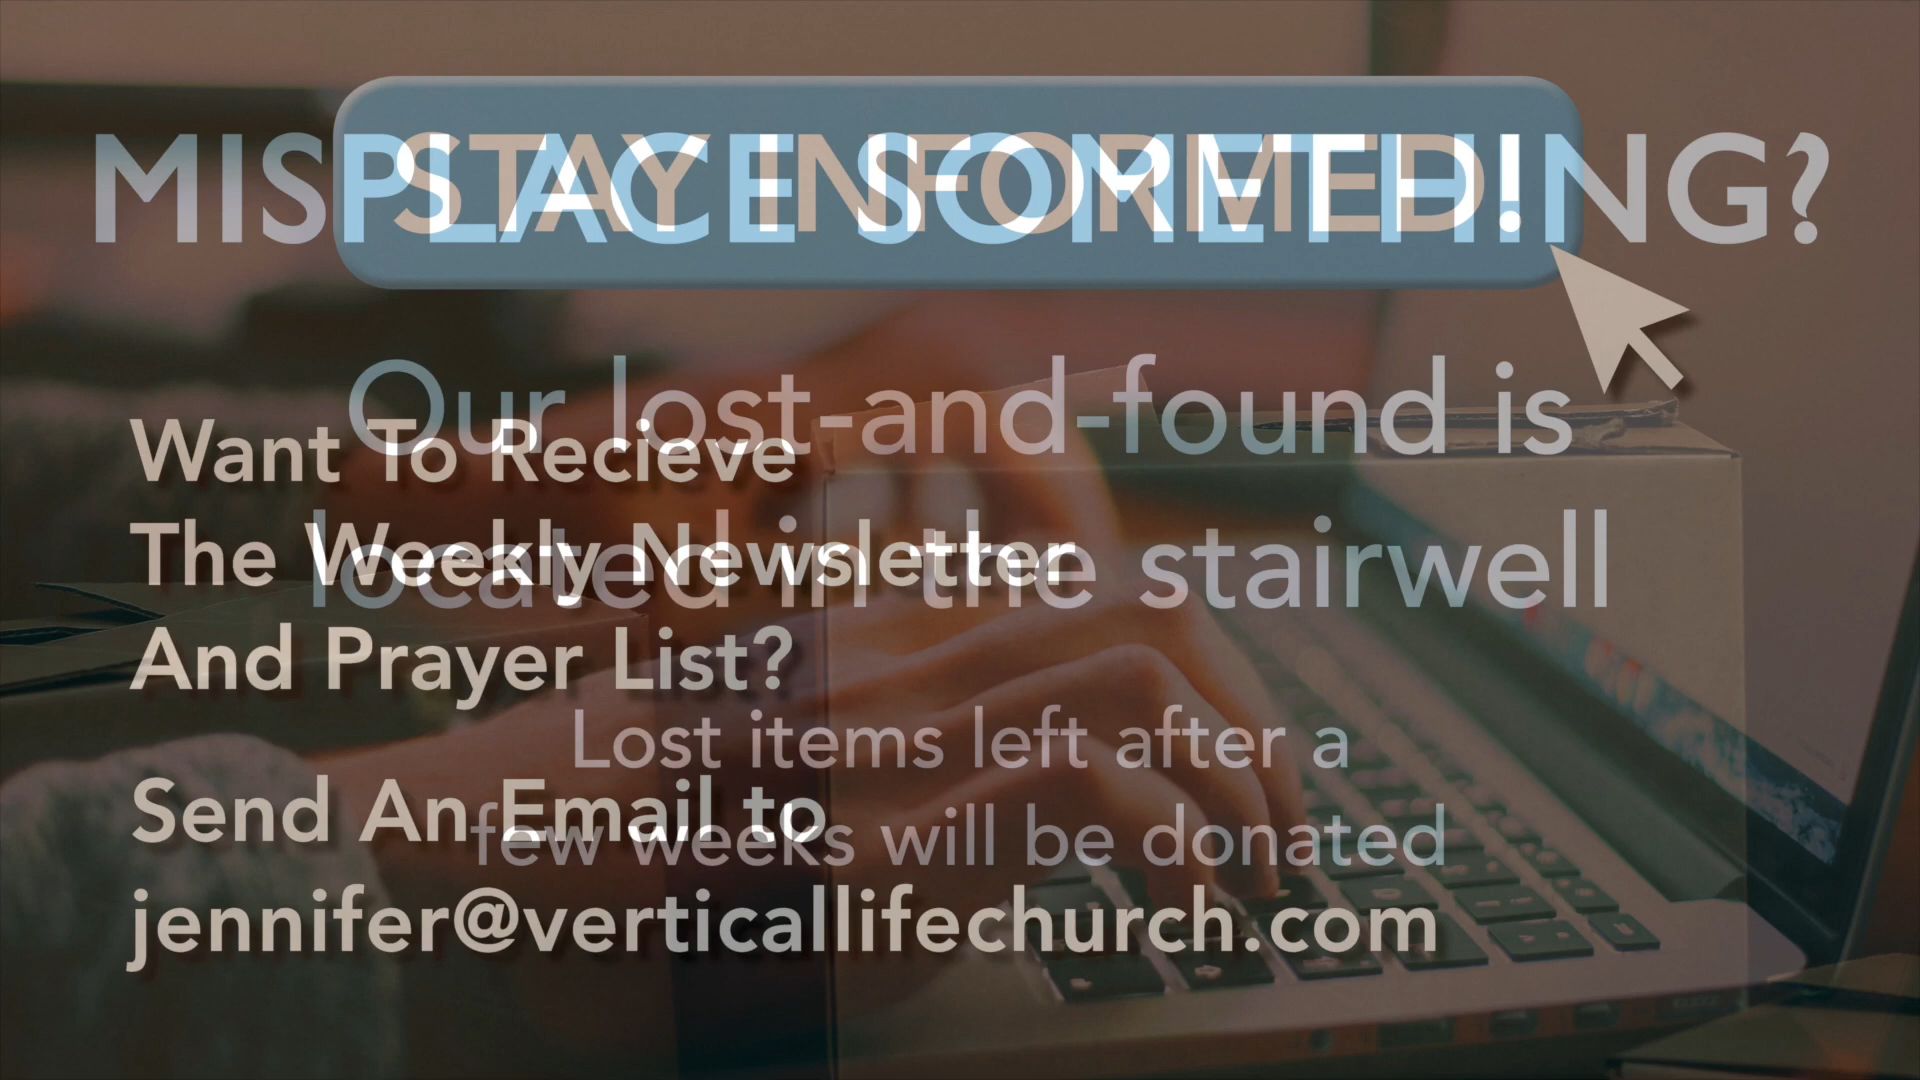 MISPLACE SOMETHING?
Our lost-and-found is
located in the stairwell
Lost items left after a
few weeks will be donated
STAY INFORMED!
Want To Recieve
The Weekly Newsletter
And Prayer List?
Send An Email to
jennifer@verticallifechurch.com